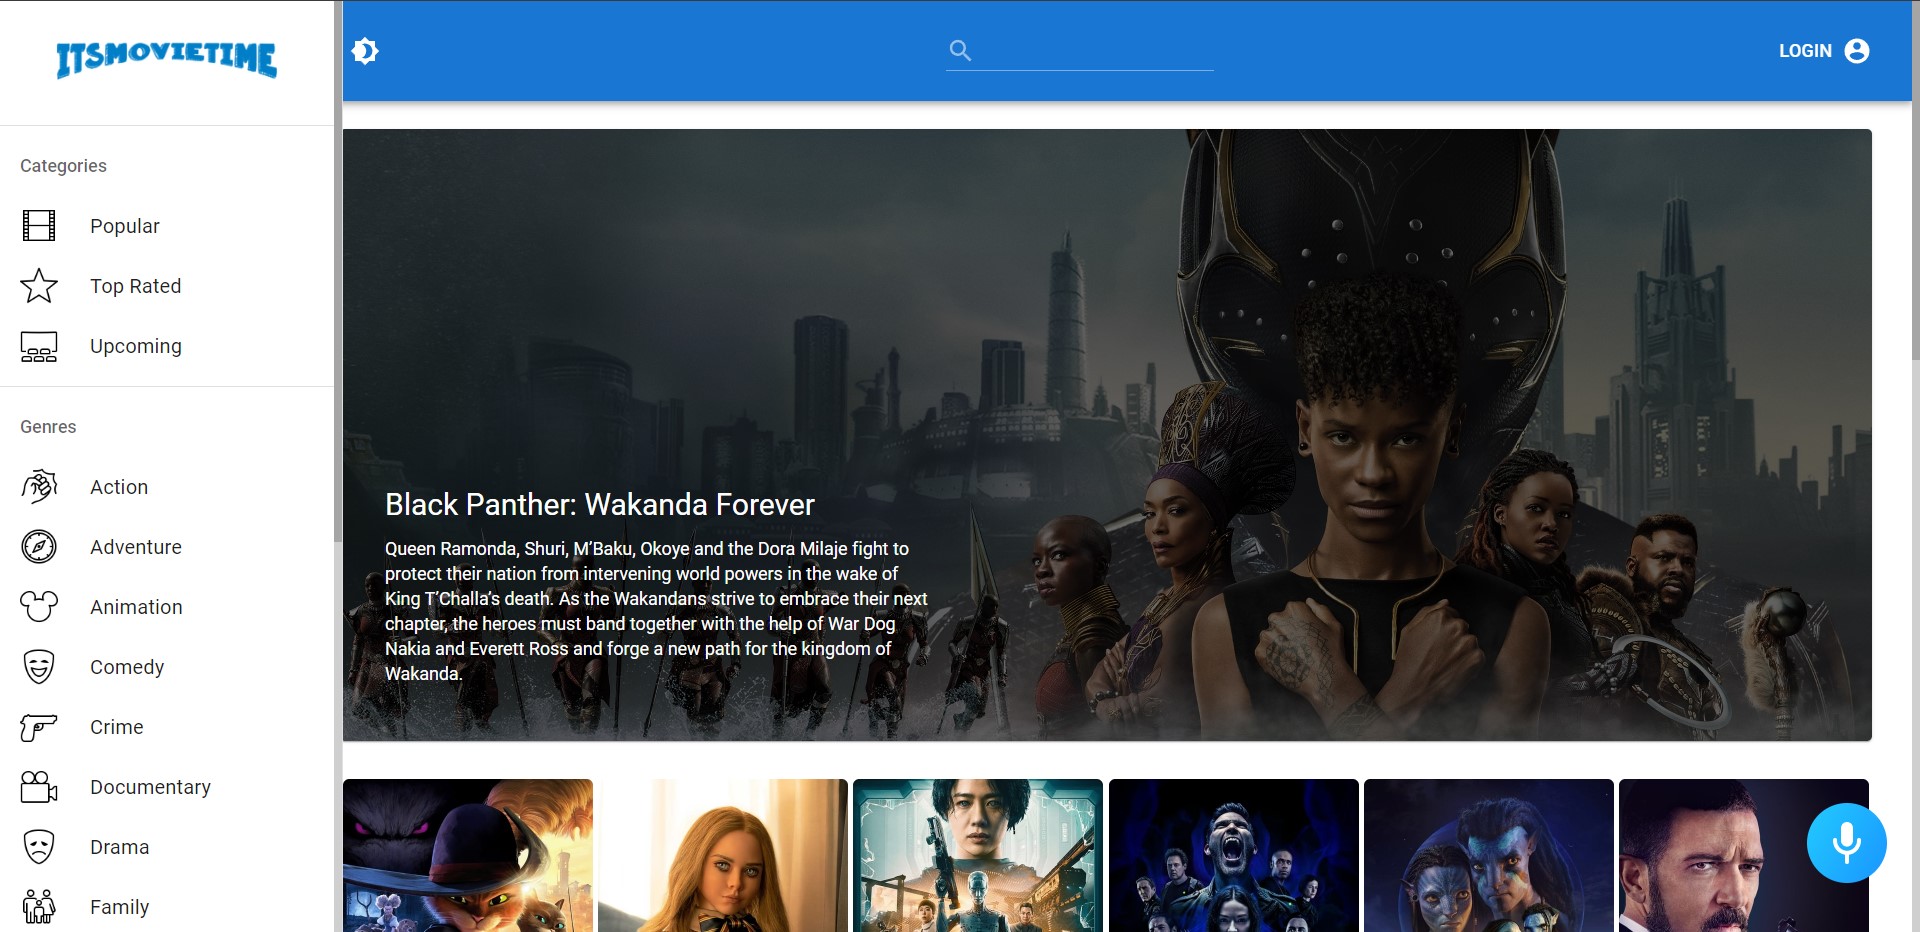 ITSMOVIETIME
LOGIN
Categories
Popular
Top Rated
Upcoming
Genres
Action
Adventure
Animation
Comedy
Crime
Documentary
Drama
Family
Black Panther: Wakanda Forever
Queen Ramonda, Shuri, M’Baku, Okoye and the Dora Milaje fight to
protect their nation from intervening world powers in the wake of
King T’Challa’s death. As the Wakandans strive to embrace their next
chapter, the heroes must band together with the help of War Dog
Nakia and Everett Ross and forge a new path for the kingdom of
Wakanda.